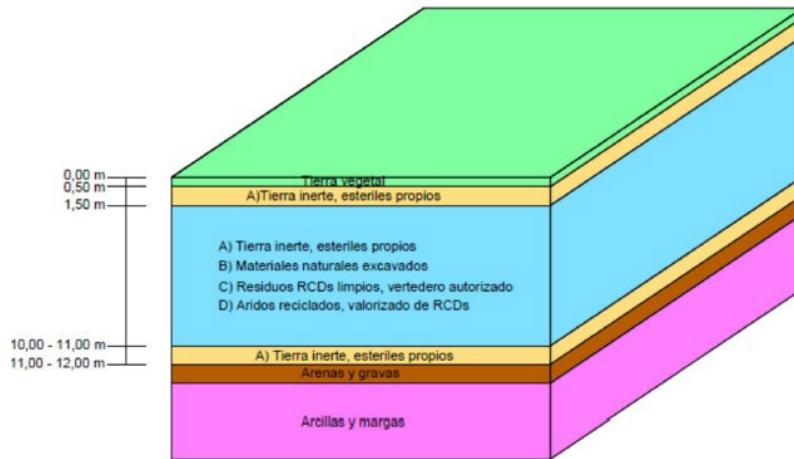 0,00 m
Tierra vegetal
0,50 m
A)Tierra inerte, esteriles propios
1,50 m
A) Tierra inerte, esteriles propios
B) Materiales naturales excavados
C) Residuos RCDs limpios, vertedero autorizado
D) Aridos reciclados, valorizado de RCDs
10,00 - 11,00 m
A) Tierra inerte, esteriles propios
11,00 - 12,00 m
Arenas y gravas
Arcillas y margas